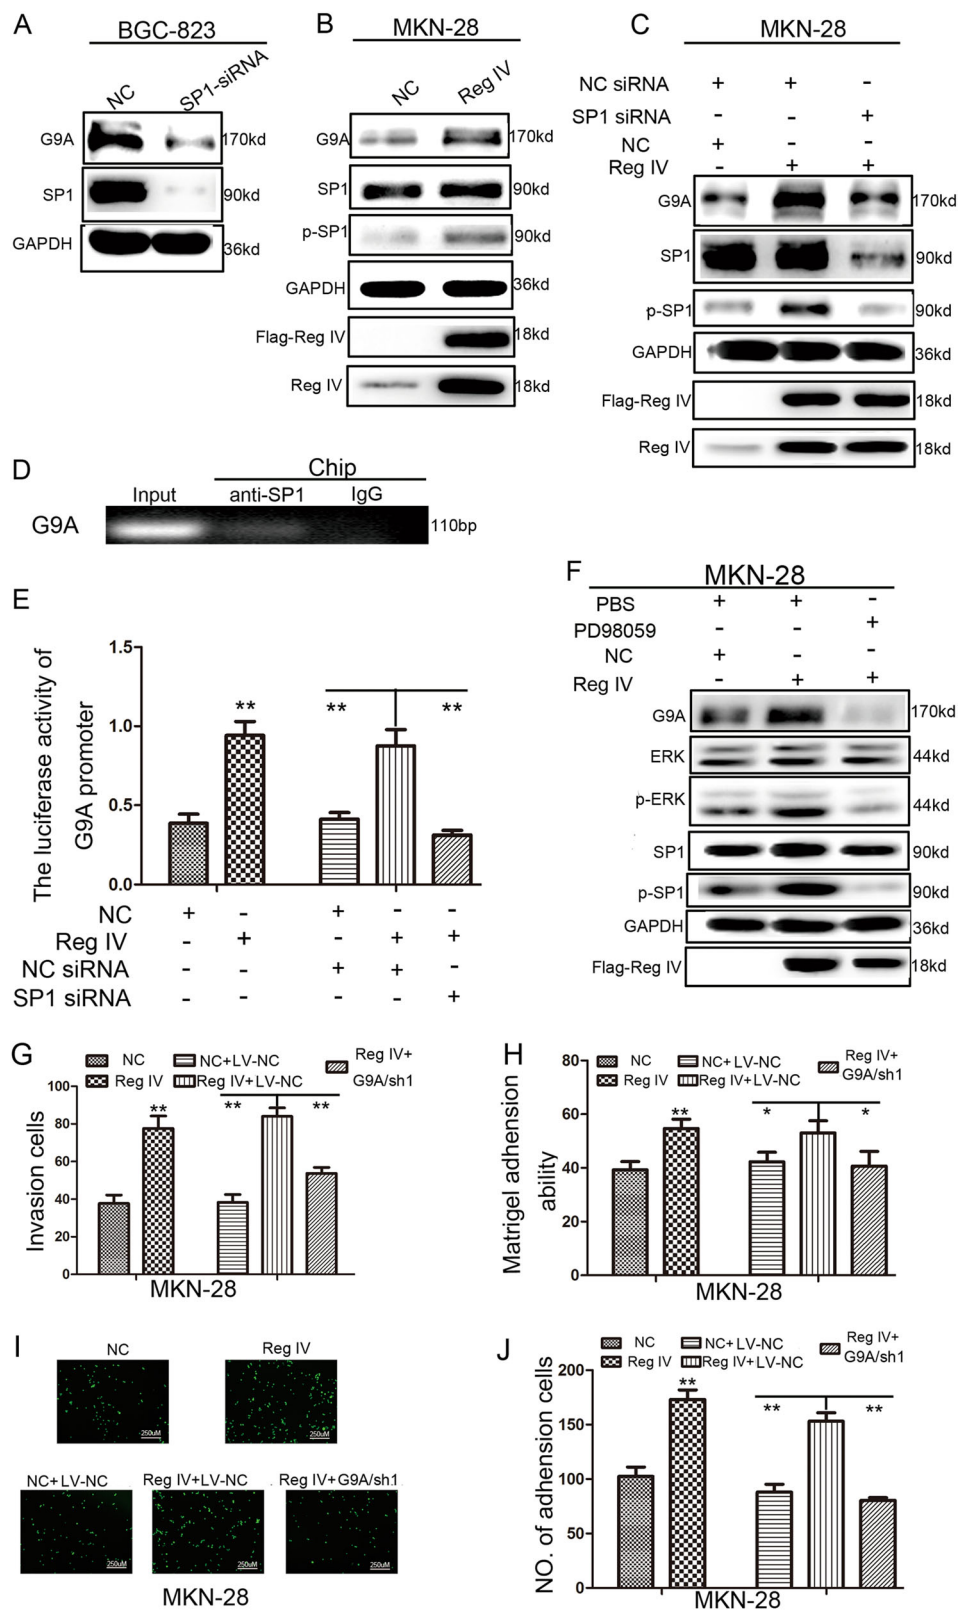 A
BGC-823
NC SP1-siRNA
G9A 170kd
SP1 90kd
GAPDH 36kd
B
MKN-28
NC Reg IV
G9A 170kd
SP1 90kd
p-SP1 90kd
GAPDH 36kd
Flag-Reg IV 18kd
Reg IV 18kd
C
MKN-28
NC siRNA + + -
SP1 siRNA - - +
NC + - -
Reg IV - + +
G9A 170kd
SP1 90kd
p-SP1 90kd
GAPDH 36kd
Flag-Reg IV 18kd
Reg IV 18kd
D
Chip
Input anti-SP1 IgG
G9A 110bp
E
The luciferase activity of
G9A promoter
1.5
1.0
0.5
0.0
** ** **
NC + - + - -
Reg IV - + - + +
NC siRNA - - + + -
SP1 siRNA - - - - +
F
MKN-28
PBS + + -
PD98059 - - +
NC + - -
Reg IV - + +
G9A 170kd
ERK 44kd
p-ERK 44kd
SP1 90kd
p-SP1 90kd
GAPDH 36kd
Flag-Reg IV 18kd
G
NC NC+LV-NC Reg IV+
Reg IV Reg IV+LV-NC G9A/sh1
Invasion cells
100
80
60
40
20
0
** ** **
MKN-28
H
NC NC+LV-NC Reg IV+
Reg IV Reg IV+LV-NC G9A/sh1
Matrigel adhension
ability
80
60
40
20
0
** * *
MKN-28
I
NC Reg IV
250uM 250uM
NC+LV-NC Reg IV+LV-NC Reg IV+G9A/sh1
250uM 250uM 250uM
MKN-28
J
NC NC+LV-NC Reg IV+
Reg IV Reg IV+LV-NC G9A/sh1
NO. of adhension cells
200
150
100
50
0
** ** **
MKN-28